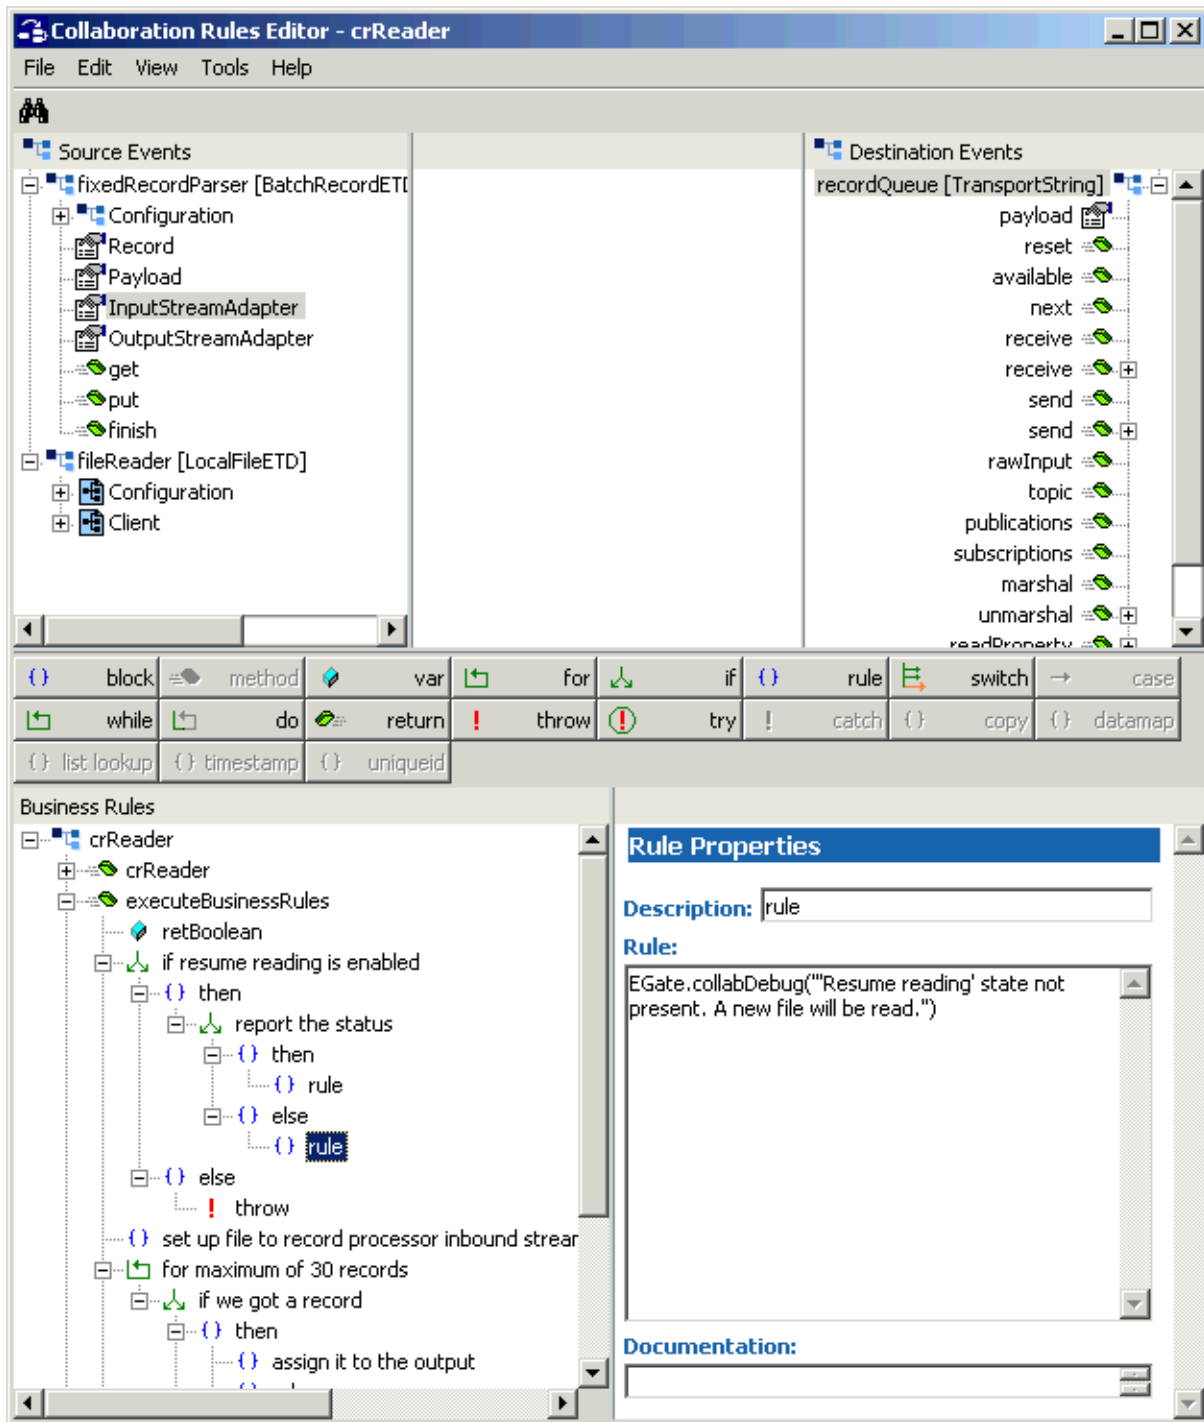 Collaboration Rules Editor - crReader
File Edit View Tools Help
Source Events
fixedRecordParser [BatchRecordETD
Configuration
Record
Payload
InputStreamAdapter
OutputStreamAdapter
get
put
finish
fileReader [LocalFileETD]
Configuration
Client
Destination Events
recordQueue [TransportString]
payload
reset
available
next
receive
receive
send
send
rawInput
topic
publications
subscriptions
marshal
unmarshal
readProperty
{} block method var for if {} rule switch case
while do return ! throw ! try ! catch {} copy {} datamap
{} list lookup {} timestamp {} uniqueid
Business Rules
crReader
crReader
executeBusinessRules
retBoolean
if resume reading is enabled
{} then
report the status
{} then
{} rule
{} else
{} rule
{} else
! throw
{} set up file to record processor inbound strear
for maximum of 30 records
if we got a record
{} then
{} assign it to the output
Rule Properties
Description: rule
Rule:
EGate.collabDebug("'Resume reading' state not
present. A new file will be read.")
Documentation: